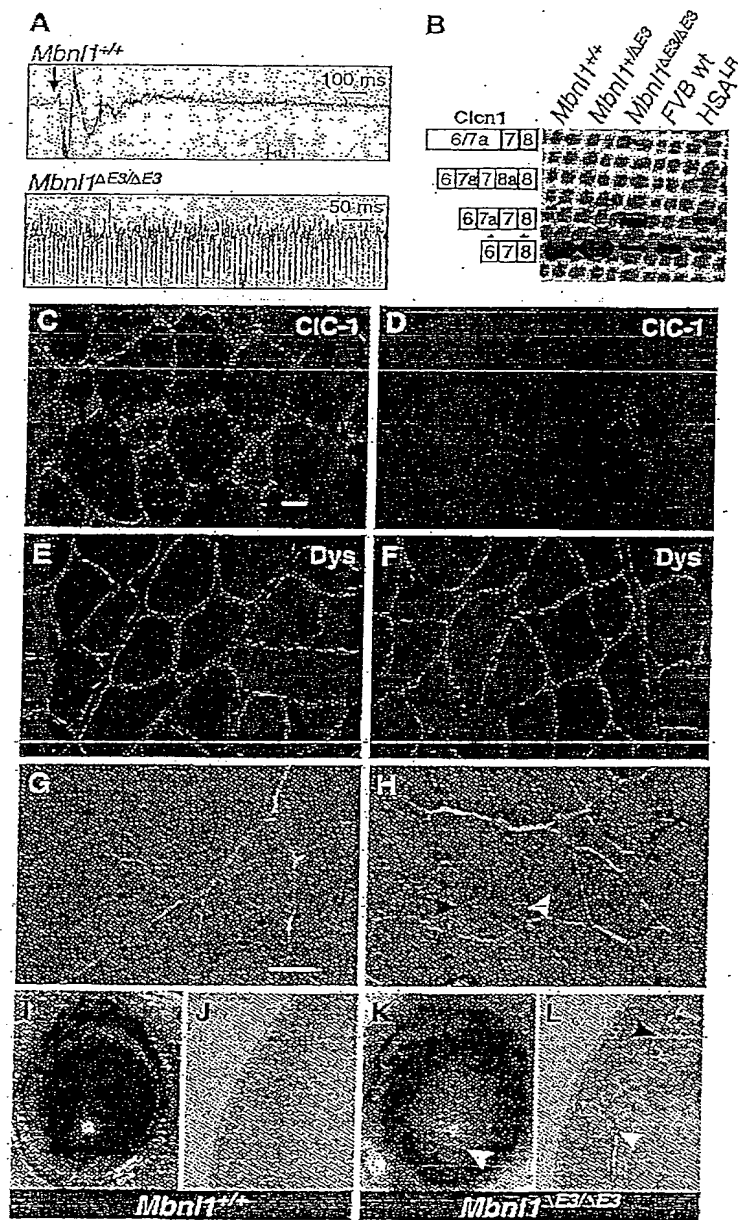 A
Mbnl1+/+
100 ms
Mbnl1ΔE3/ΔE3
50 ms
B
Mbnl1+/+
Mbnl1+/ΔE3
Mbnl1ΔE3/ΔE3
FVB wt
HSALR
Clcn1
6/7a 7 8
6 7a 7 8a 8
6 7a 7 8
6 7 8
C ClC-1
D ClC-1
E Dys
F Dys
G
H
I
J
K
L
Mbnl1+/+
Mbnl1ΔE3/ΔE3